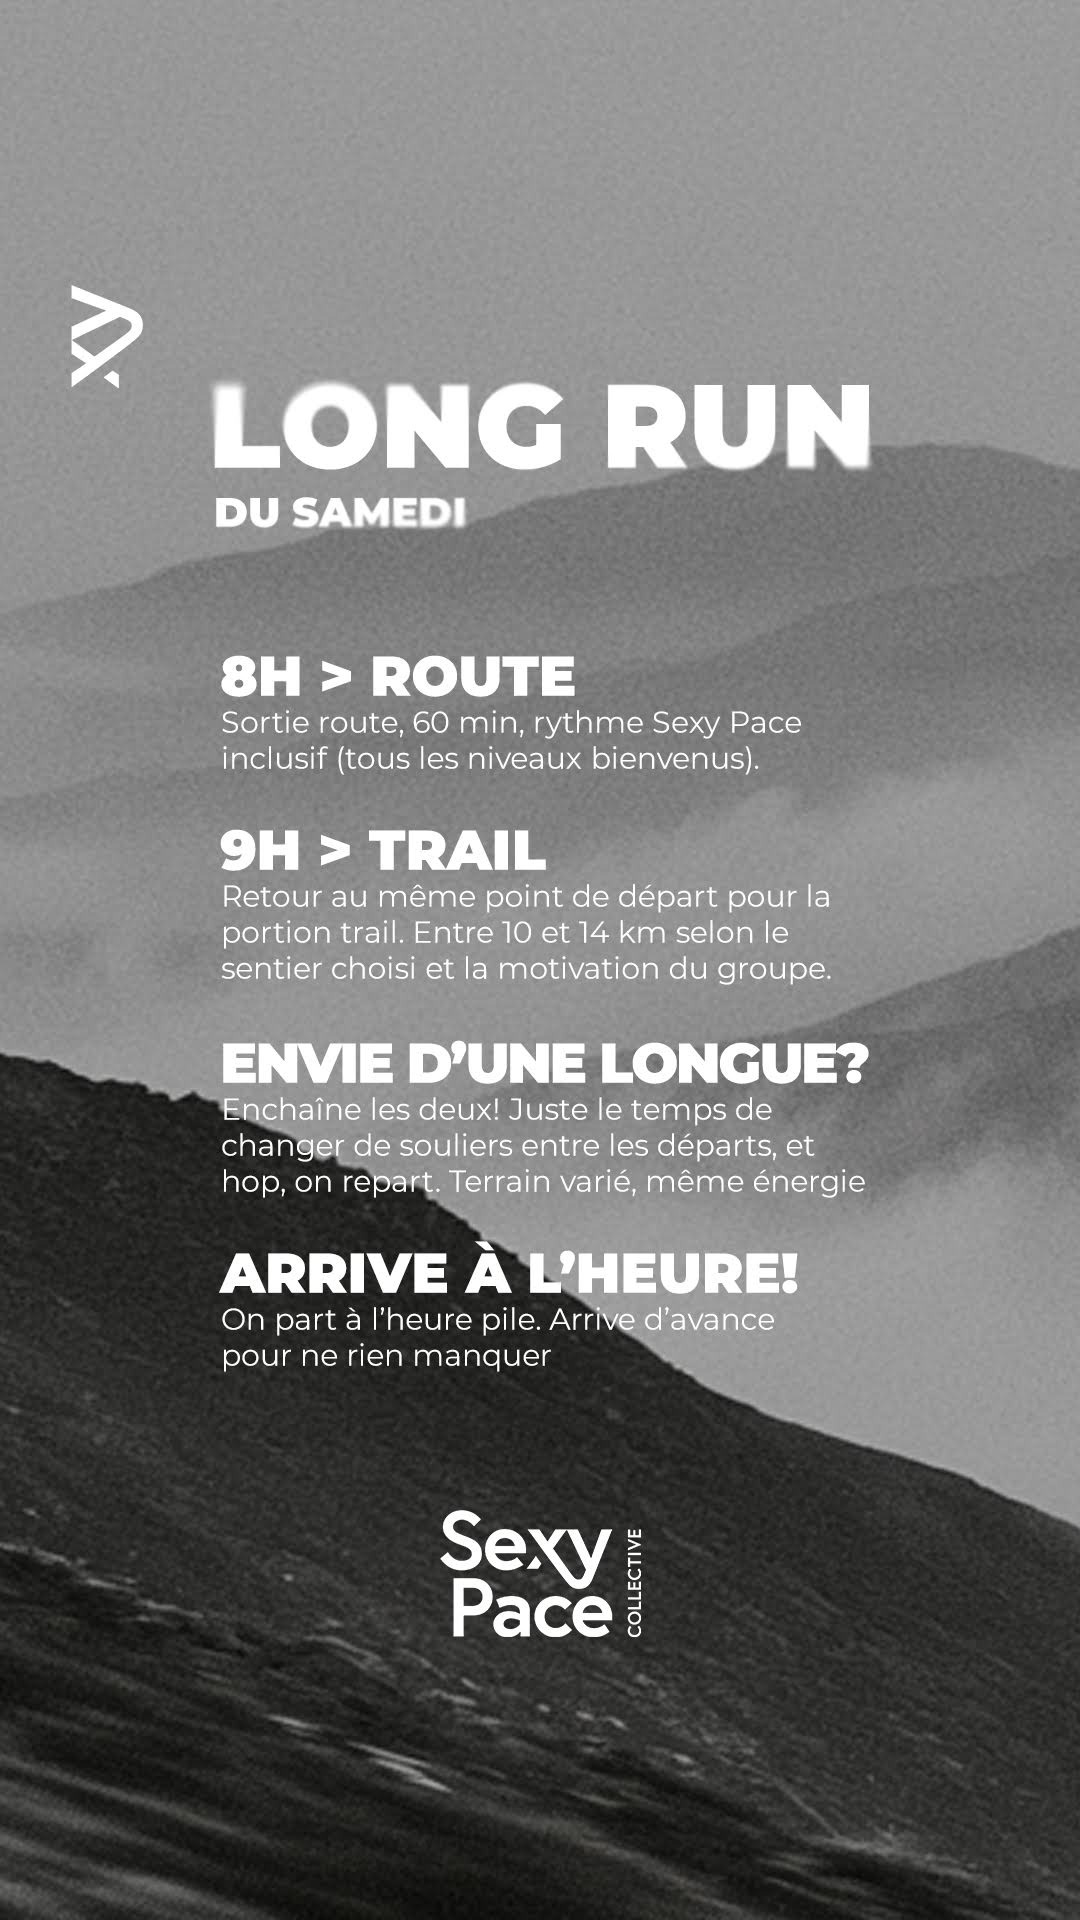 LONG RUN
DU SAMEDI
8H > ROUTE
Sortie route, 60 min, rythme Sexy Pace
inclusif (tous les niveaux bienvenus).
9H > TRAIL
Retour au même point de départ pour la
portion trail. Entre 10 et 14 km selon le
sentier choisi et la motivation du groupe.
ENVIE D’UNE LONGUE?
Enchaîne les deux! Juste le temps de
changer de souliers entre les départs, et
hop, on repart. Terrain varié, même énergie
ARRIVE À L’HEURE!
On part à l’heure pile. Arrive d’avance
pour ne rien manquer
Sexy
Pace
COLLECTIVE